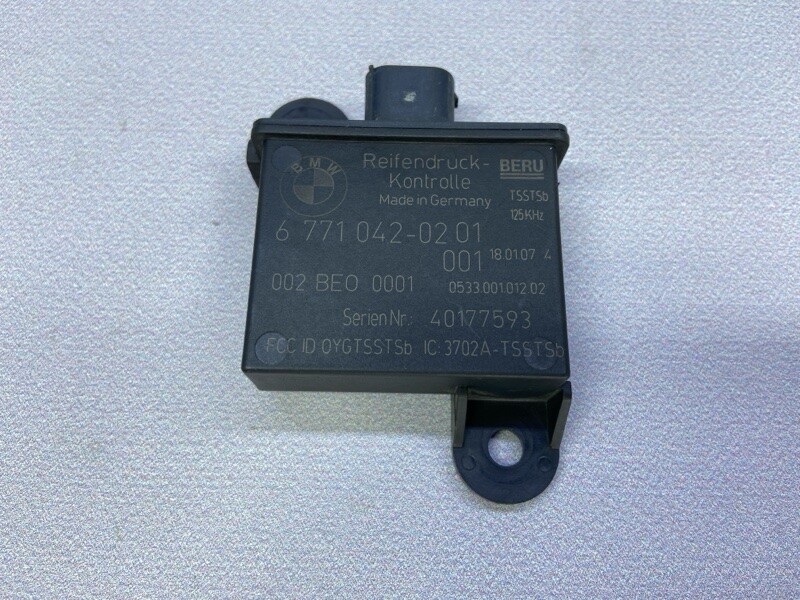 BMW
Reifendruck-
Kontrolle
Made in Germany
BERU
TSSTSb
125KHz
6 771 042-02 01
001 18.01.07 4
002 BEO 0001 0533.001.012 02
Serien Nr. 40177593
FCC ID OYGTSSTSb IC:3702A-TSSTSb